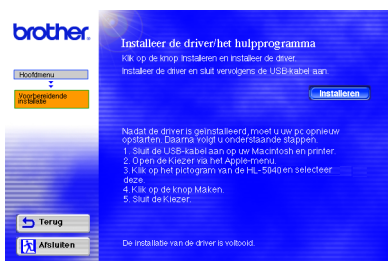 brother.
Hoofdmenu
Voorbereidende
installatie
Installeer de driver/het hulpprogramma
Klik op de knop Installeren en installeer de driver.
Installeer de driver en sluit vervolgens de USB-kabel aan.
Installeren
Nadat de driver is geïnstalleerd, moet u uw pc opnieuw
opstarten. Daarna volgt u onderstaande stappen.
1. Sluit de USB-kabel aan op uw Macintosh en printer.
2. Open de Kiezer via het Apple-menu.
3. Klik op het pictogram van de HL-5040 en selecteer
deze.
4. Klik op de knop Maken.
5. Sluit de Kiezer.
De installatie van de driver is voltooid.
Terug
Afsluiten